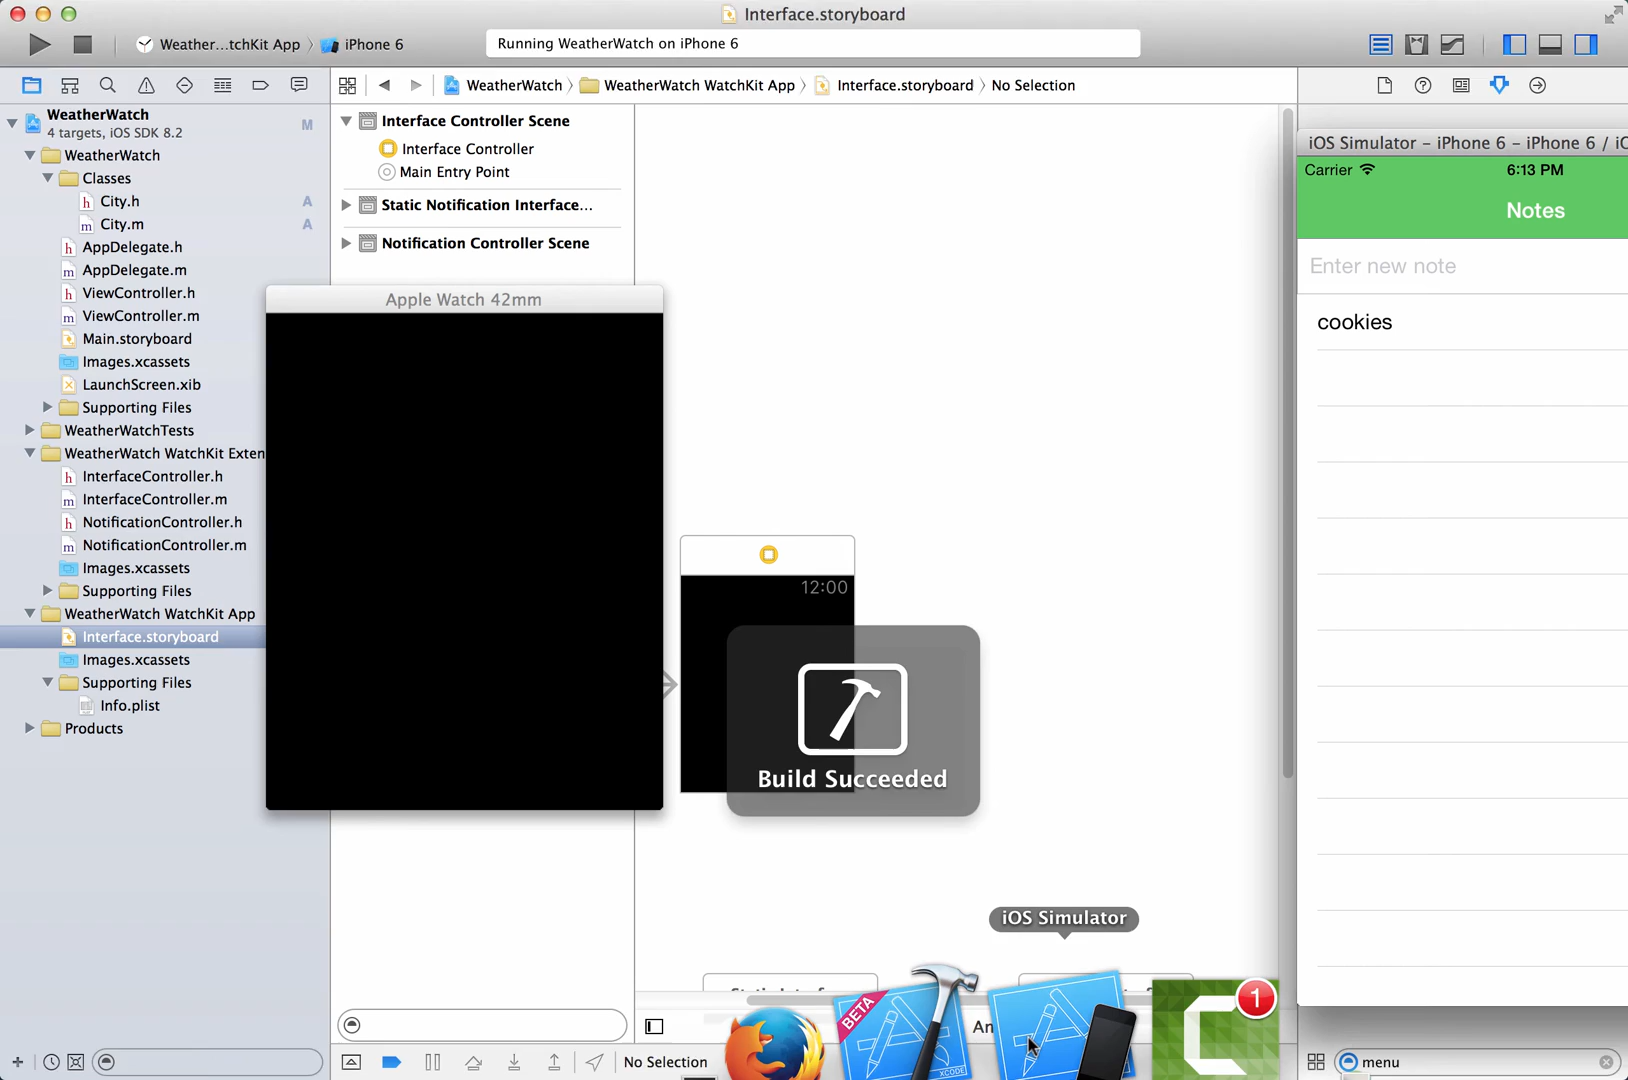 Interface.storyboard
Weather...tchKit App
iPhone 6
Running WeatherWatch on iPhone 6
WeatherWatch
WeatherWatch WatchKit App
Interface.storyboard
No Selection
WeatherWatch
4 targets, iOS SDK 8.2
M
WeatherWatch
Classes
h City.h A
m City.m A
h AppDelegate.h
m AppDelegate.m
h ViewController.h
m ViewController.m
Main.storyboard
Images.xcassets
LaunchScreen.xib
Supporting Files
WeatherWatchTests
WeatherWatch WatchKit Exten
h InterfaceController.h
m InterfaceController.m
h NotificationController.h
m NotificationController.m
Images.xcassets
Supporting Files
WeatherWatch WatchKit App
Interface.storyboard
Images.xcassets
Supporting Files
Info.plist
Products
Interface Controller Scene
Interface Controller
Main Entry Point
Static Notification Interface...
Notification Controller Scene
Apple Watch 42mm
12:00
Build Succeeded
iOS Simulator – iPhone 6 – iPhone 6 / iO
Carrier
6:13 PM
Notes
Enter new note
cookies
iOS Simulator
BETA
XCODE
An
1
No Selection
menu